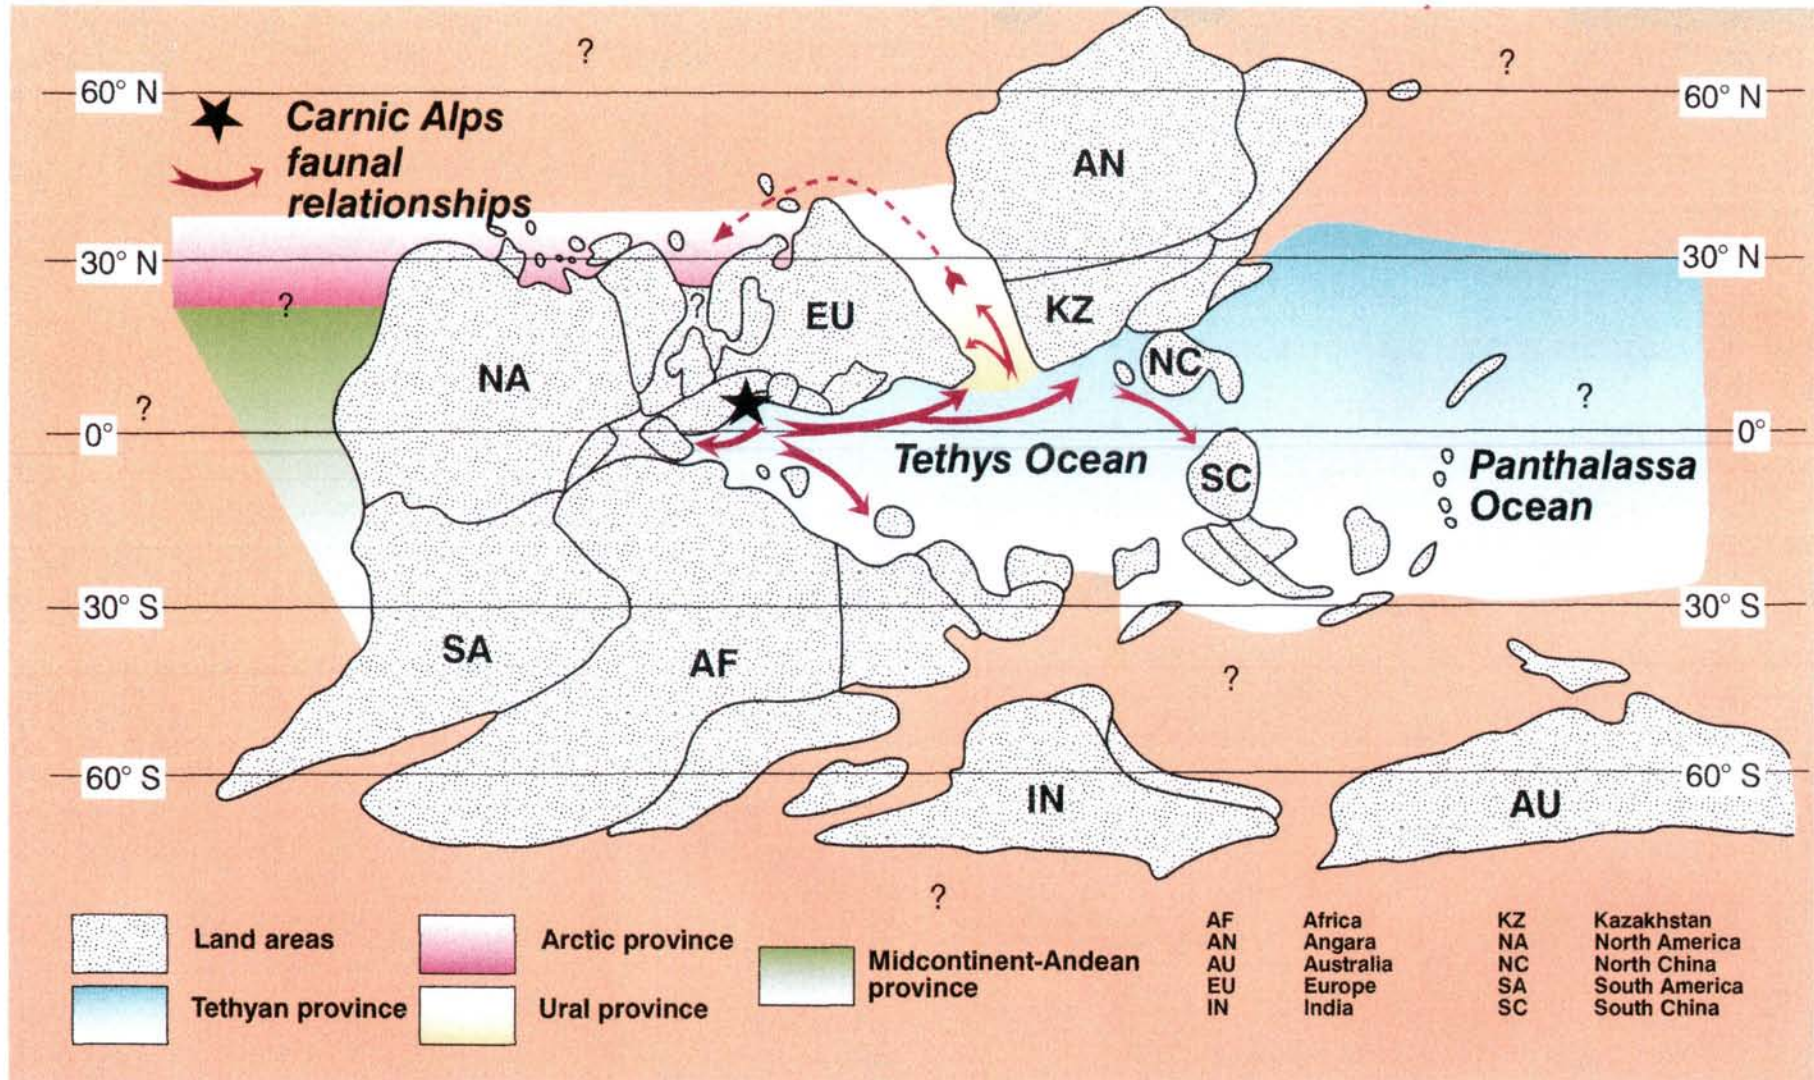 ?
?
60° N
60° N
Carnic Alps
faunal
relationships
AN
30° N
30° N
?
?
EU
KZ
NA
NC
?
?
0°
0°
Tethys Ocean
SC
Panthalassa
Ocean
30° S
30° S
SA
AF
?
60° S
60° S
IN
AU
?
Land areas
Arctic province
Midcontinent-Andean
province
Tethyan province
Ural province
AF Africa
AN Angara
AU Australia
EU Europe
IN India
KZ Kazakhstan
NA North America
NC North China
SA South America
SC South China